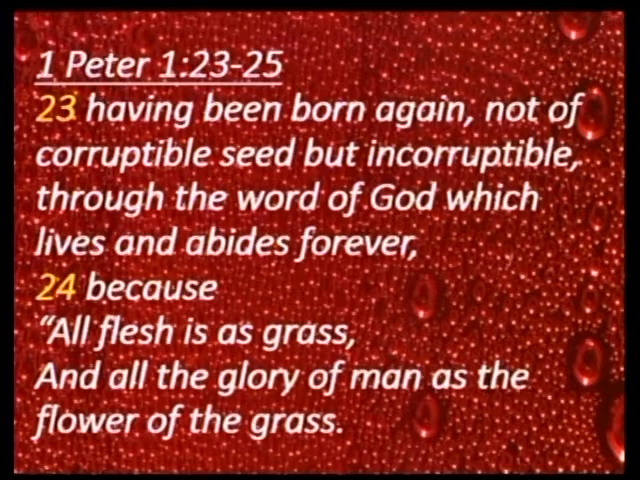 1 Peter 1:23-25
23 having been born again, not of
corruptible seed but incorruptible,
through the word of God which
lives and abides forever,
24 because
“All flesh is as grass,
And all the glory of man as the
flower of the grass.